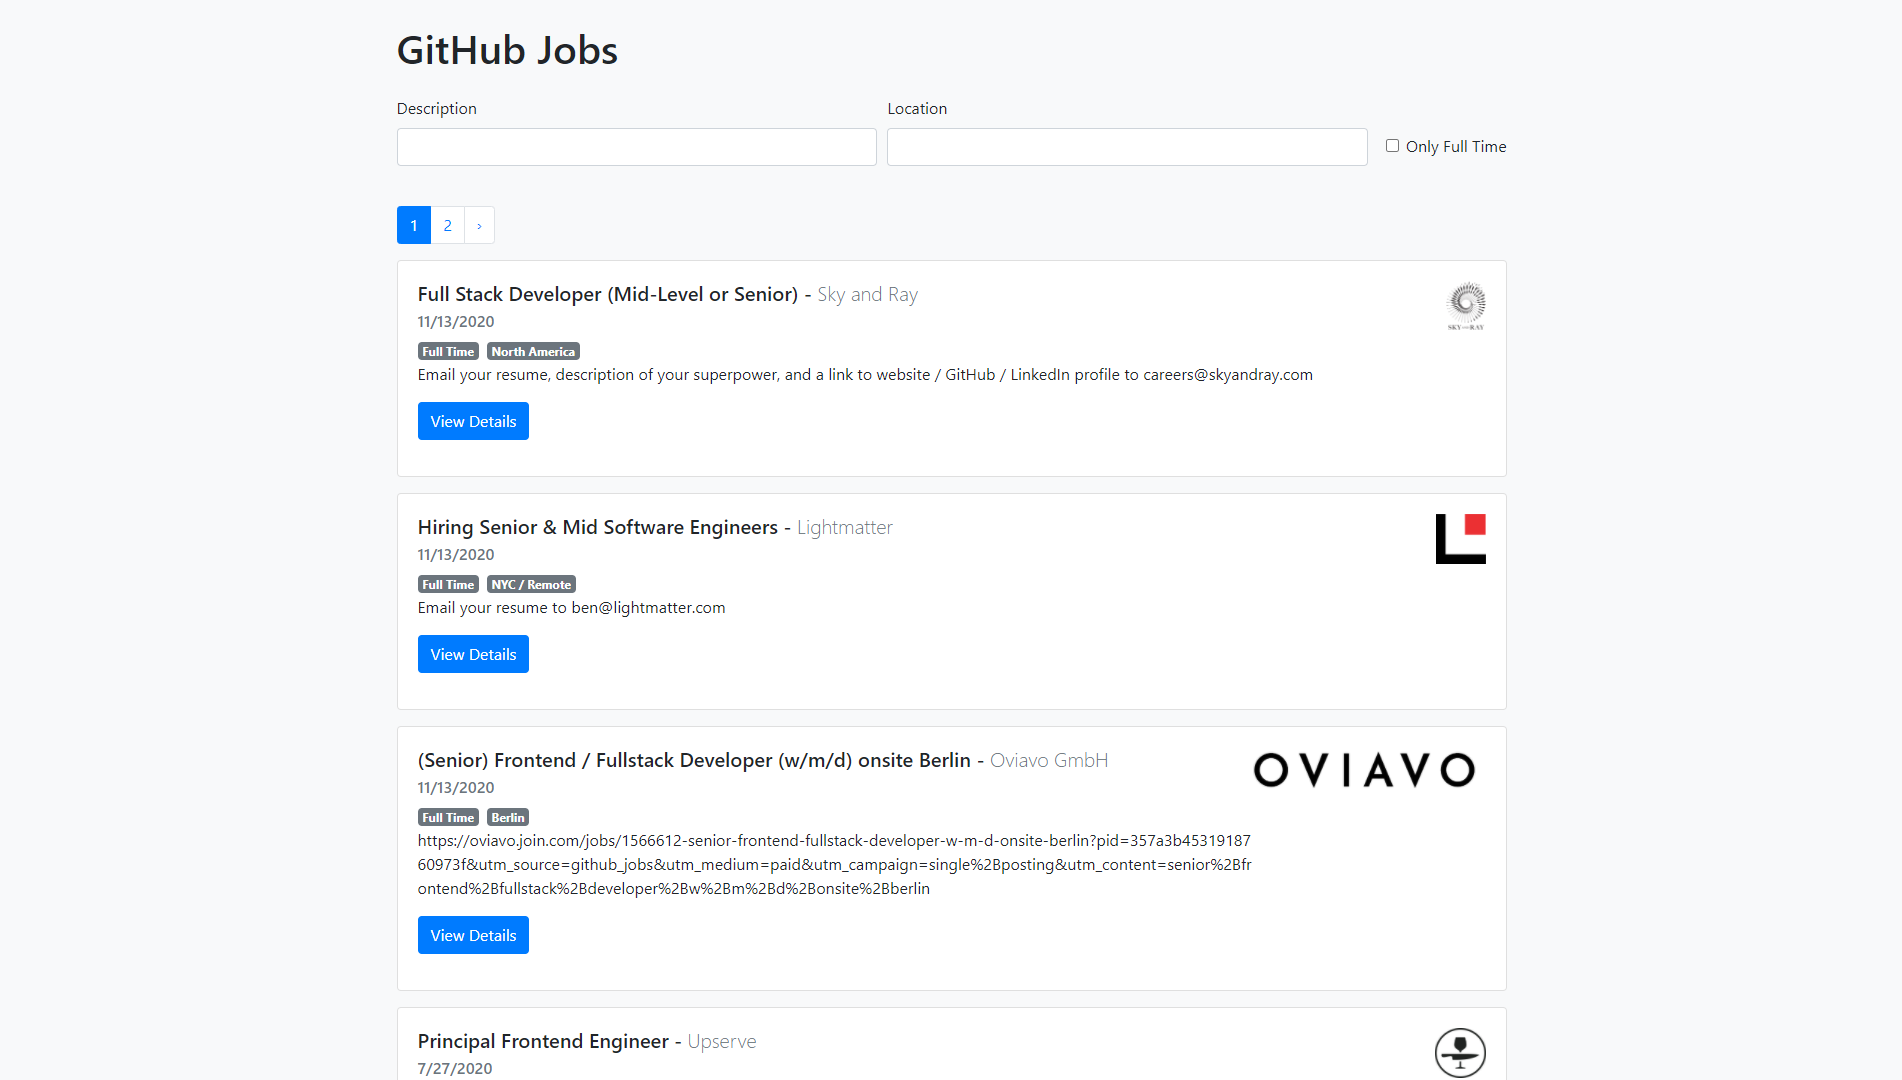 GitHub Jobs
Description
Location
Only Full Time
1 2 ›
Full Stack Developer (Mid-Level or Senior) - Sky and Ray
SKY AND RAY
11/13/2020
Full Time North America
Email your resume, description of your superpower, and a link to website / GitHub / LinkedIn profile to careers@skyandray.com
View Details
Hiring Senior & Mid Software Engineers - Lightmatter
11/13/2020
Full Time NYC / Remote
Email your resume to ben@lightmatter.com
View Details
(Senior) Frontend / Fullstack Developer (w/m/d) onsite Berlin - Oviavo GmbH
OVIAVO
11/13/2020
Full Time Berlin
https://oviavo.join.com/jobs/1566612-senior-frontend-fullstack-developer-w-m-d-onsite-berlin?pid=357a3b45319187
60973f&utm_source=github_jobs&utm_medium=paid&utm_campaign=single%2Bposting&utm_content=senior%2Bfr
ontend%2Bfullstack%2Bdeveloper%2Bw%2Bm%2Bd%2Bonsite%2Bberlin
View Details
Principal Frontend Engineer - Upserve
7/27/2020